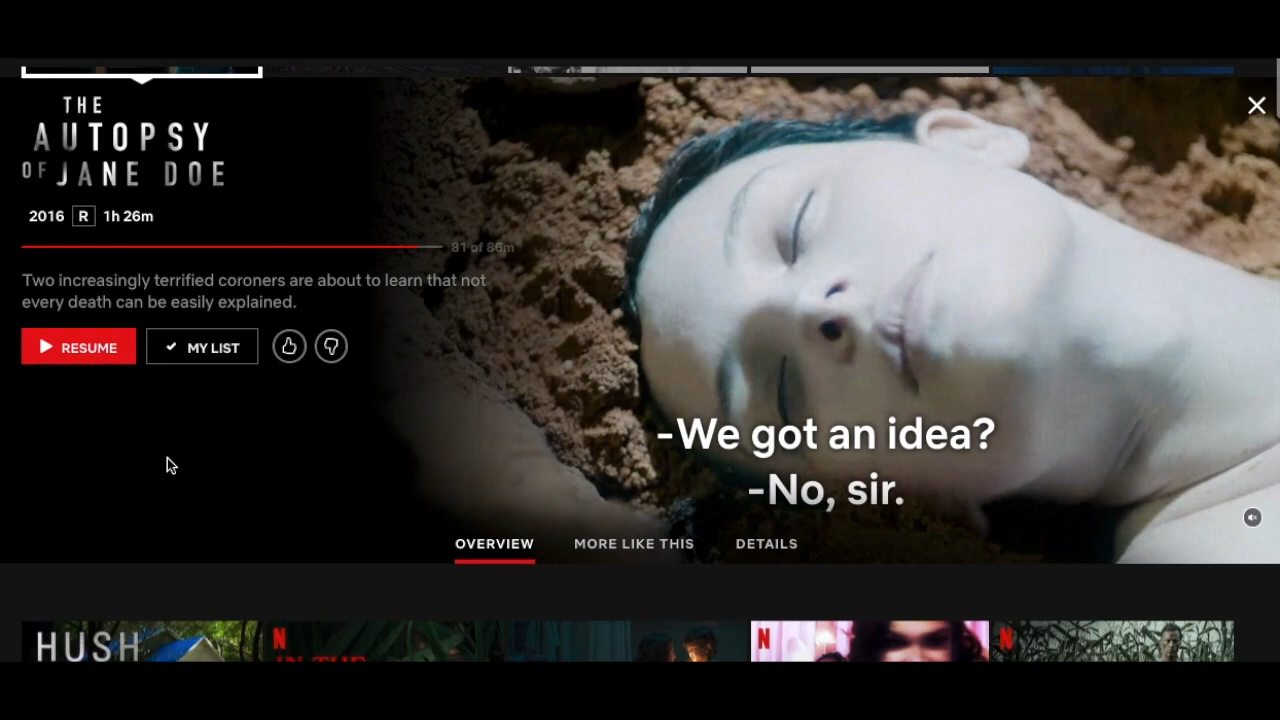 THE
AUTOPSY
OF JANE DOE
2016 R 1h 26m
81 of 86m
Two increasingly terrified coroners are about to learn that not
every death can be easily explained.
RESUME MY LIST
-We got an idea?
-No, sir.
OVERVIEW MORE LIKE THIS DETAILS
HUSH
N
IN THE
N
N